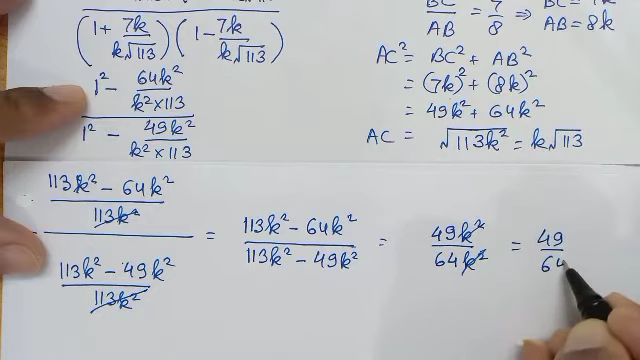 (1 + 7k/k√113) (1 - 7k/k√113)
1² - 64k²/k²×113
1² - 49k²/k²×113
BC/AB = 7/8 ⇒
AB = 8k
AC² = BC² + AB²
= (7k)² + (8k)²
= 49k² + 64k²
AC = √113k² = k√113
113k² - 64k²
113k²
113k² - 49k²
113k²
= 113k² - 64k² / 113k² - 49k² = 49k²/64k² = 49/64